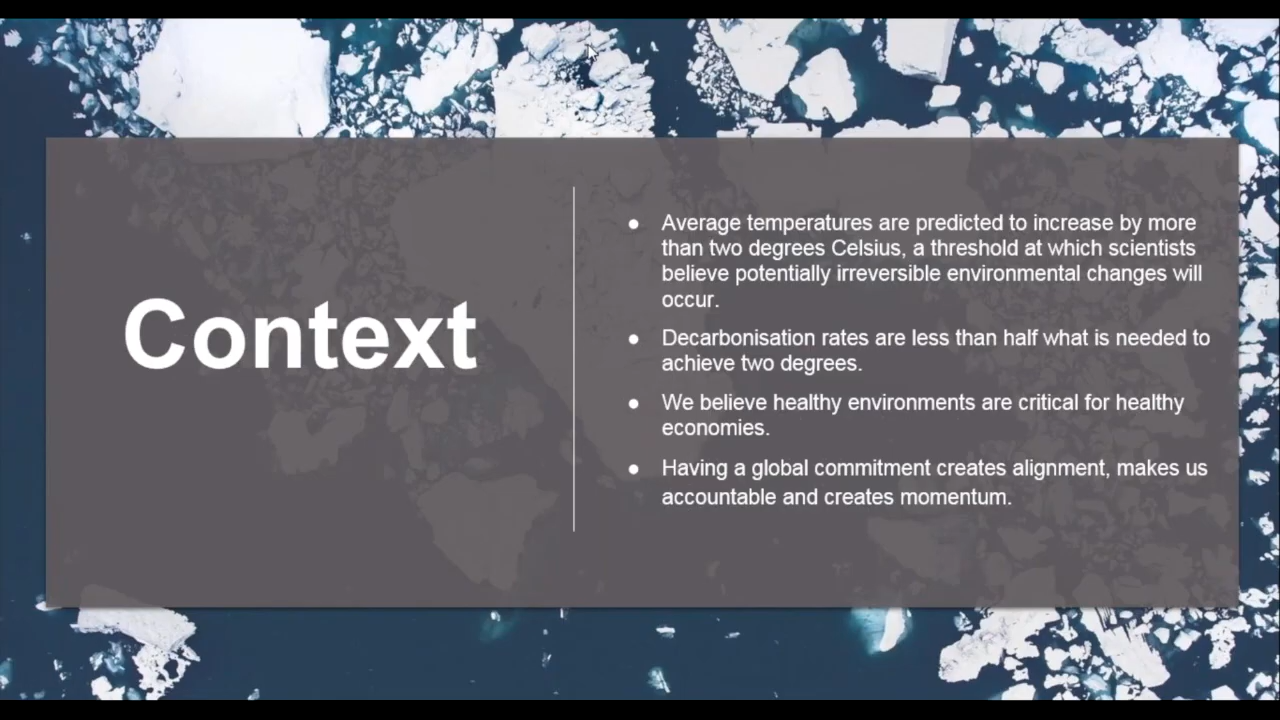 Context
● Average temperatures are predicted to increase by more
than two degrees Celsius, a threshold at which scientists
believe potentially irreversible environmental changes will
occur.
● Decarbonisation rates are less than half what is needed to
achieve two degrees.
● We believe healthy environments are critical for healthy
economies.
● Having a global commitment creates alignment, makes us
accountable and creates momentum.